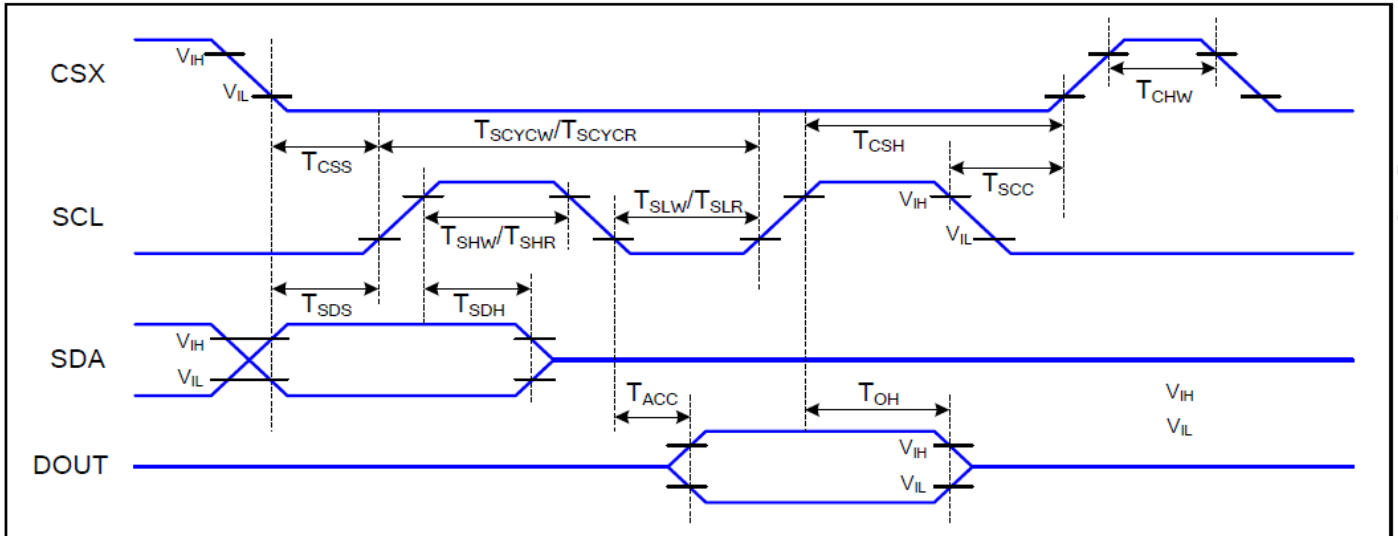 CSX
VIH
VIL
TCHW
TSCYCW/TSCYCR
TCSS
TCSH
TSCC
SCL
TSHW/TSHR
TSLW/TSLR
VIH
VIL
TSDS
TSDH
SDA
VIH
VIL
TACC
TOH
VIH
VIL
DOUT
VIH
VIL